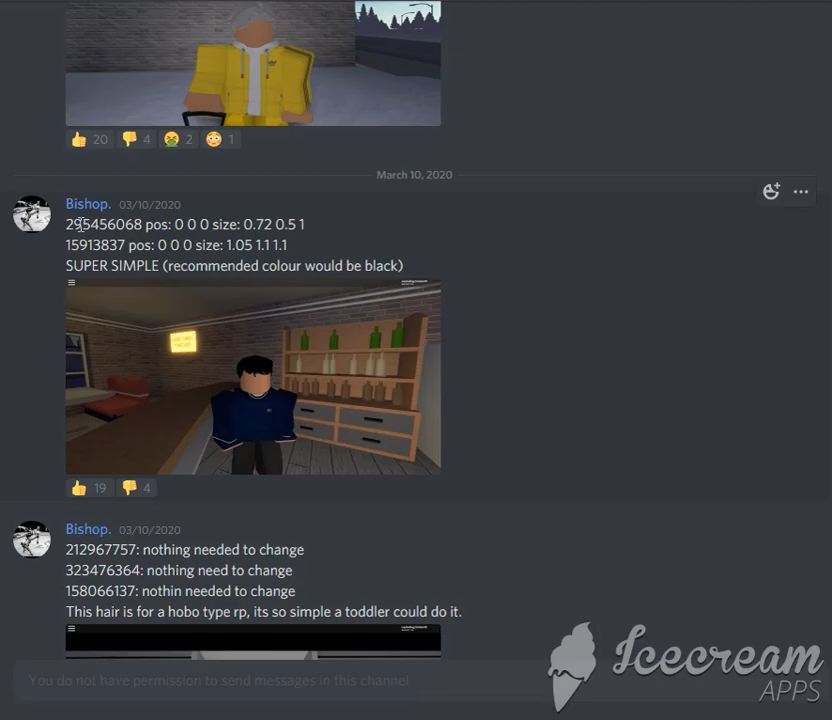 20 4 2 1
March 10, 2020
Bishop. 03/10/2020
295456068 pos: 0 0 0 size: 0.72 0.5 1
15913837 pos: 0 0 0 size: 1.05 1.1 1.1
SUPER SIMPLE (recommended colour would be black)
19 4
Bishop. 03/10/2020
212967757: nothing needed to change
323476364: nothing need to change
158066137: nothin needed to change
This hair is for a hobo type rp, its so simple a toddler could do it.
You do not have permission to send messages in this channel
Icecream
APPS